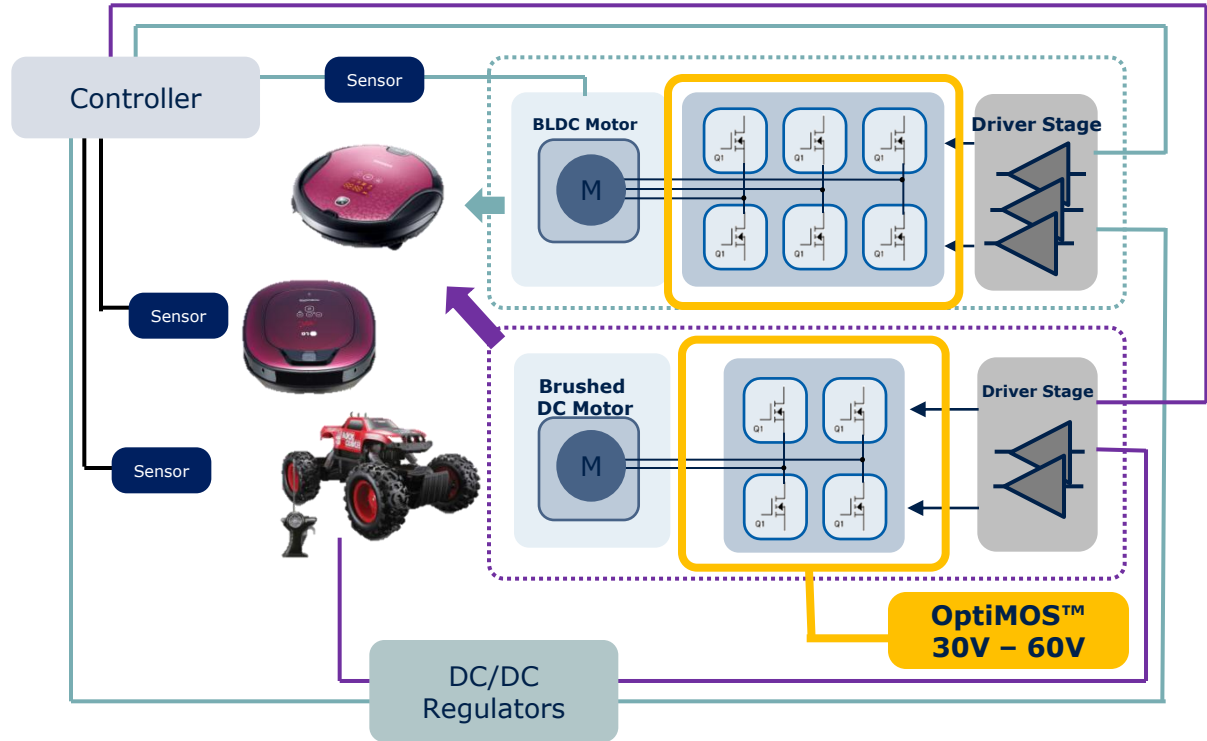 Controller
Sensor
BLDC Motor
M
Q1
Q1
Q1
Q1
Q1
Q1
Driver Stage
Sensor
Sensor
Brushed
DC Motor
M
Q1
Q1
Q1
Q1
Driver Stage
OptiMOS™
30V – 60V
DC/DC
Regulators